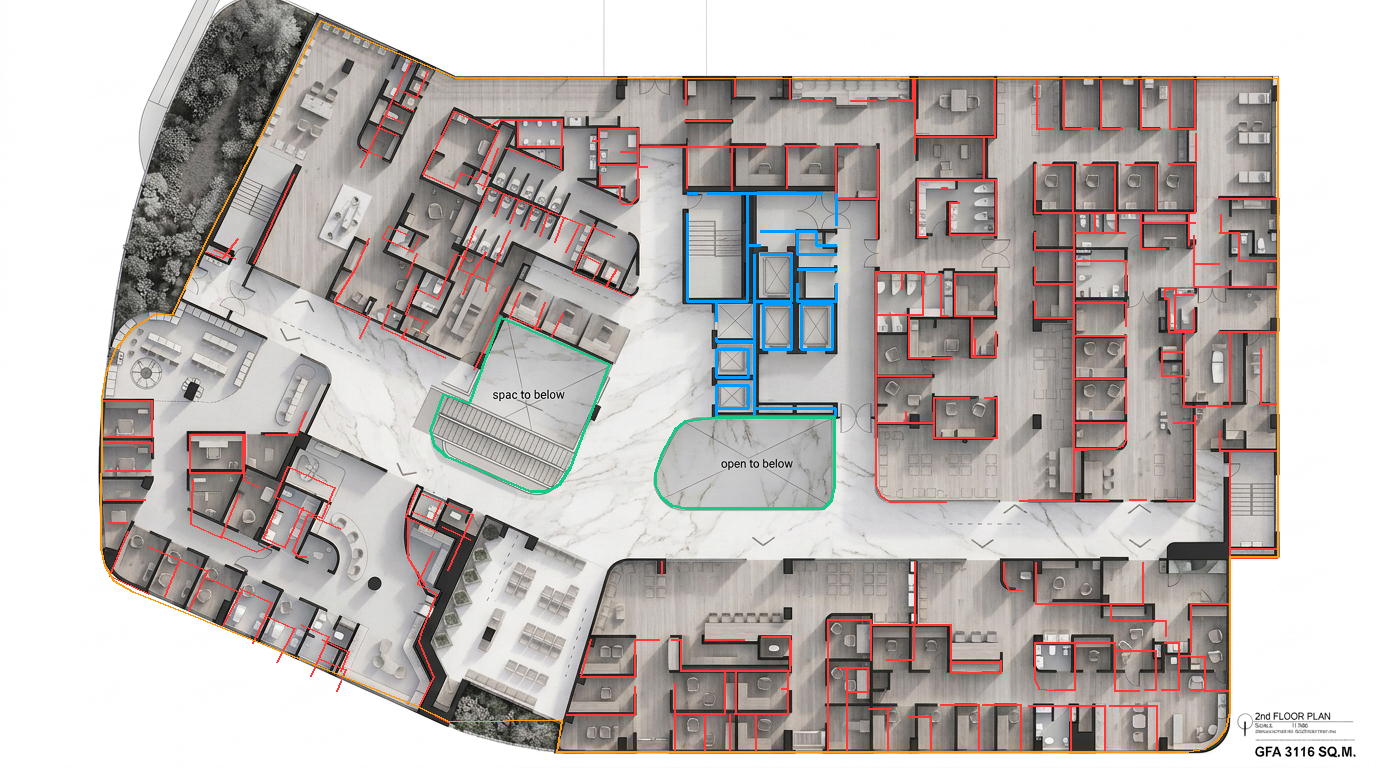 spac to below
open to below
2nd FLOOR PLAN
GFA 3116 SQ.M.